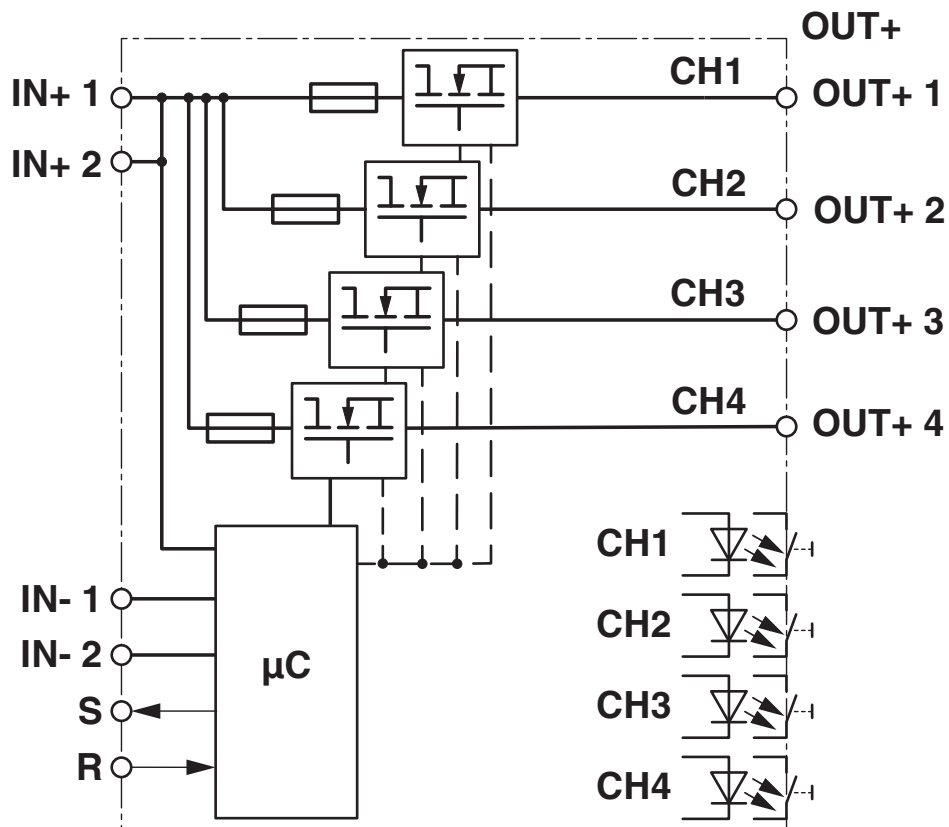 OUT+
IN+ 1
CH1
OUT+ 1
IN+ 2
CH2
OUT+ 2
CH3
OUT+ 3
CH4
OUT+ 4
CH1
IN- 1
CH2
IN- 2
µC
CH3
S
R
CH4